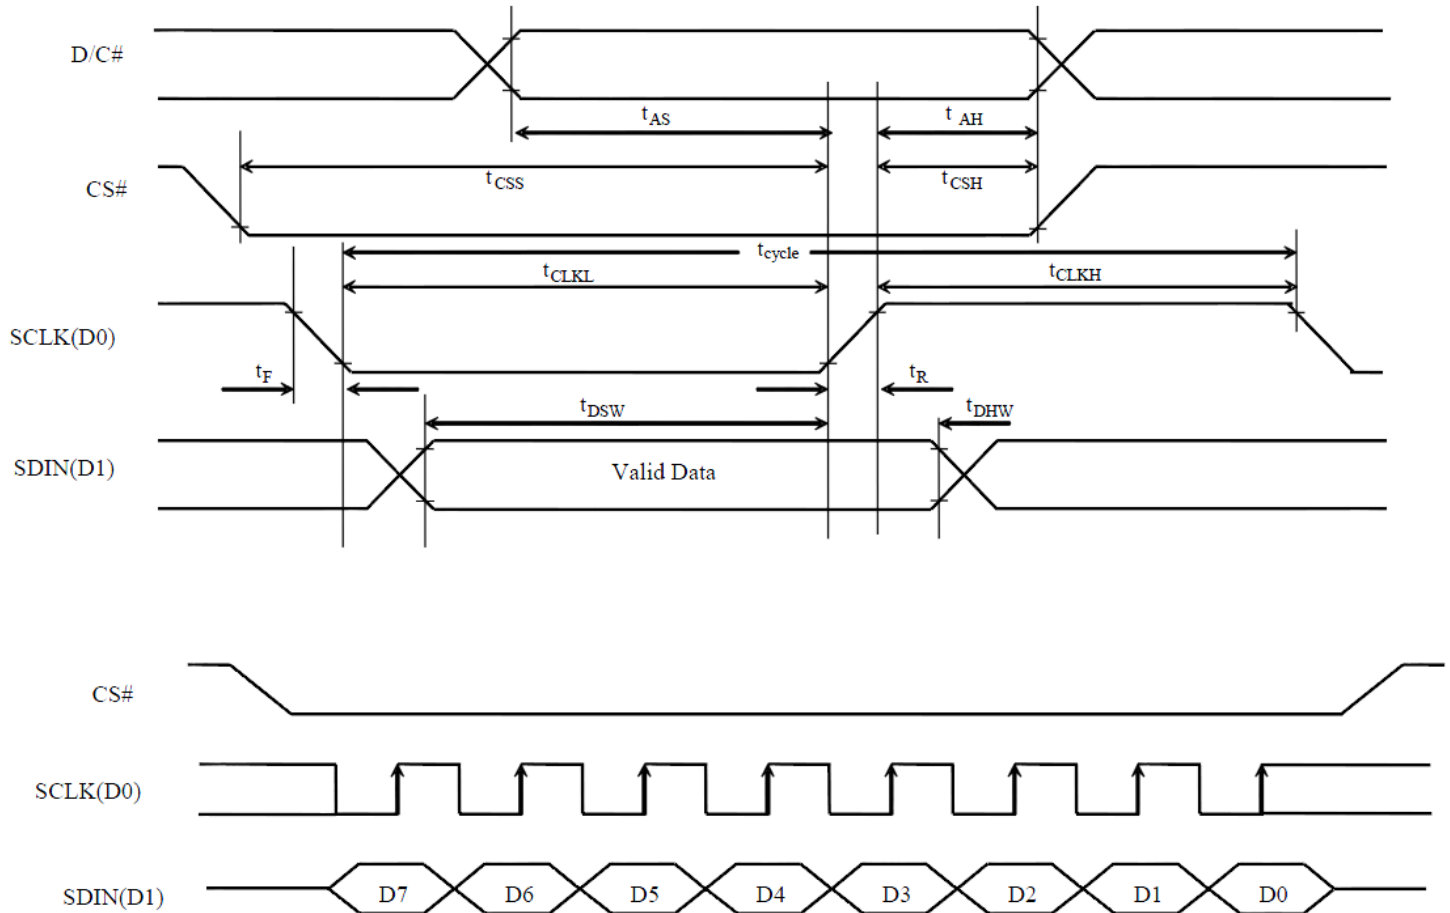 D/C#
tAS
t AH
CS#
tCSS
tCSH
tcycle
tCLKL
tCLKH
SCLK(D0)
tF
tR
tDSW
tDHW
SDIN(D1)
Valid Data
CS#
SCLK(D0)
SDIN(D1)
D7 D6 D5 D4 D3 D2 D1 D0